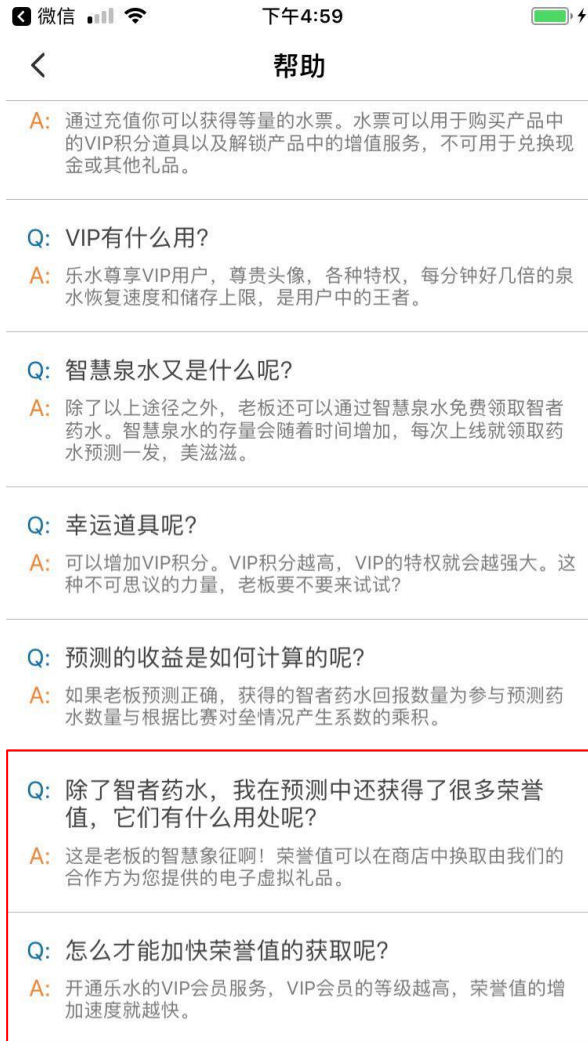 微信
下午4:59
帮助
A: 通过充值你可以获得等量的水票。水票可以用于购买产品中
的VIP积分道具以及解锁产品中的增值服务，不可用于兑换现
金或其他礼品。
Q: VIP有什么用?
A: 乐水尊享VIP用户，尊贵头像，各种特权，每分钟好几倍的泉
水恢复速度和储存上限，是用户中的王者。
Q: 智慧泉水又是什么呢?
A: 除了以上途径之外，老板还可以通过智慧泉水免费领取智者
药水。智慧泉水的存量会随着时间增加，每次上线就领取药
水预测一发，美滋滋。
Q: 幸运道具呢?
A: 可以增加VIP积分。VIP积分越高，VIP的特权就会越强大。这
种不可思议的力量，老板要不要来试试?
Q: 预测的收益是如何计算的呢?
A: 如果老板预测正确，获得的智者药水回报数量为参与预测药
水数量与根据比赛对垒情况产生系数的乘积。
Q: 除了智者药水，我在预测中还获得了很多荣誉
值，它们有什么用处呢?
A: 这是老板的智慧象征啊！荣誉值可以在商店中换取由我们的
合作方为您提供的电子虚拟礼品。
Q: 怎么才能加快荣誉值的获取呢?
A: 开通乐水的VIP会员服务，VIP会员的等级越高，荣誉值的增
加速度就越快。